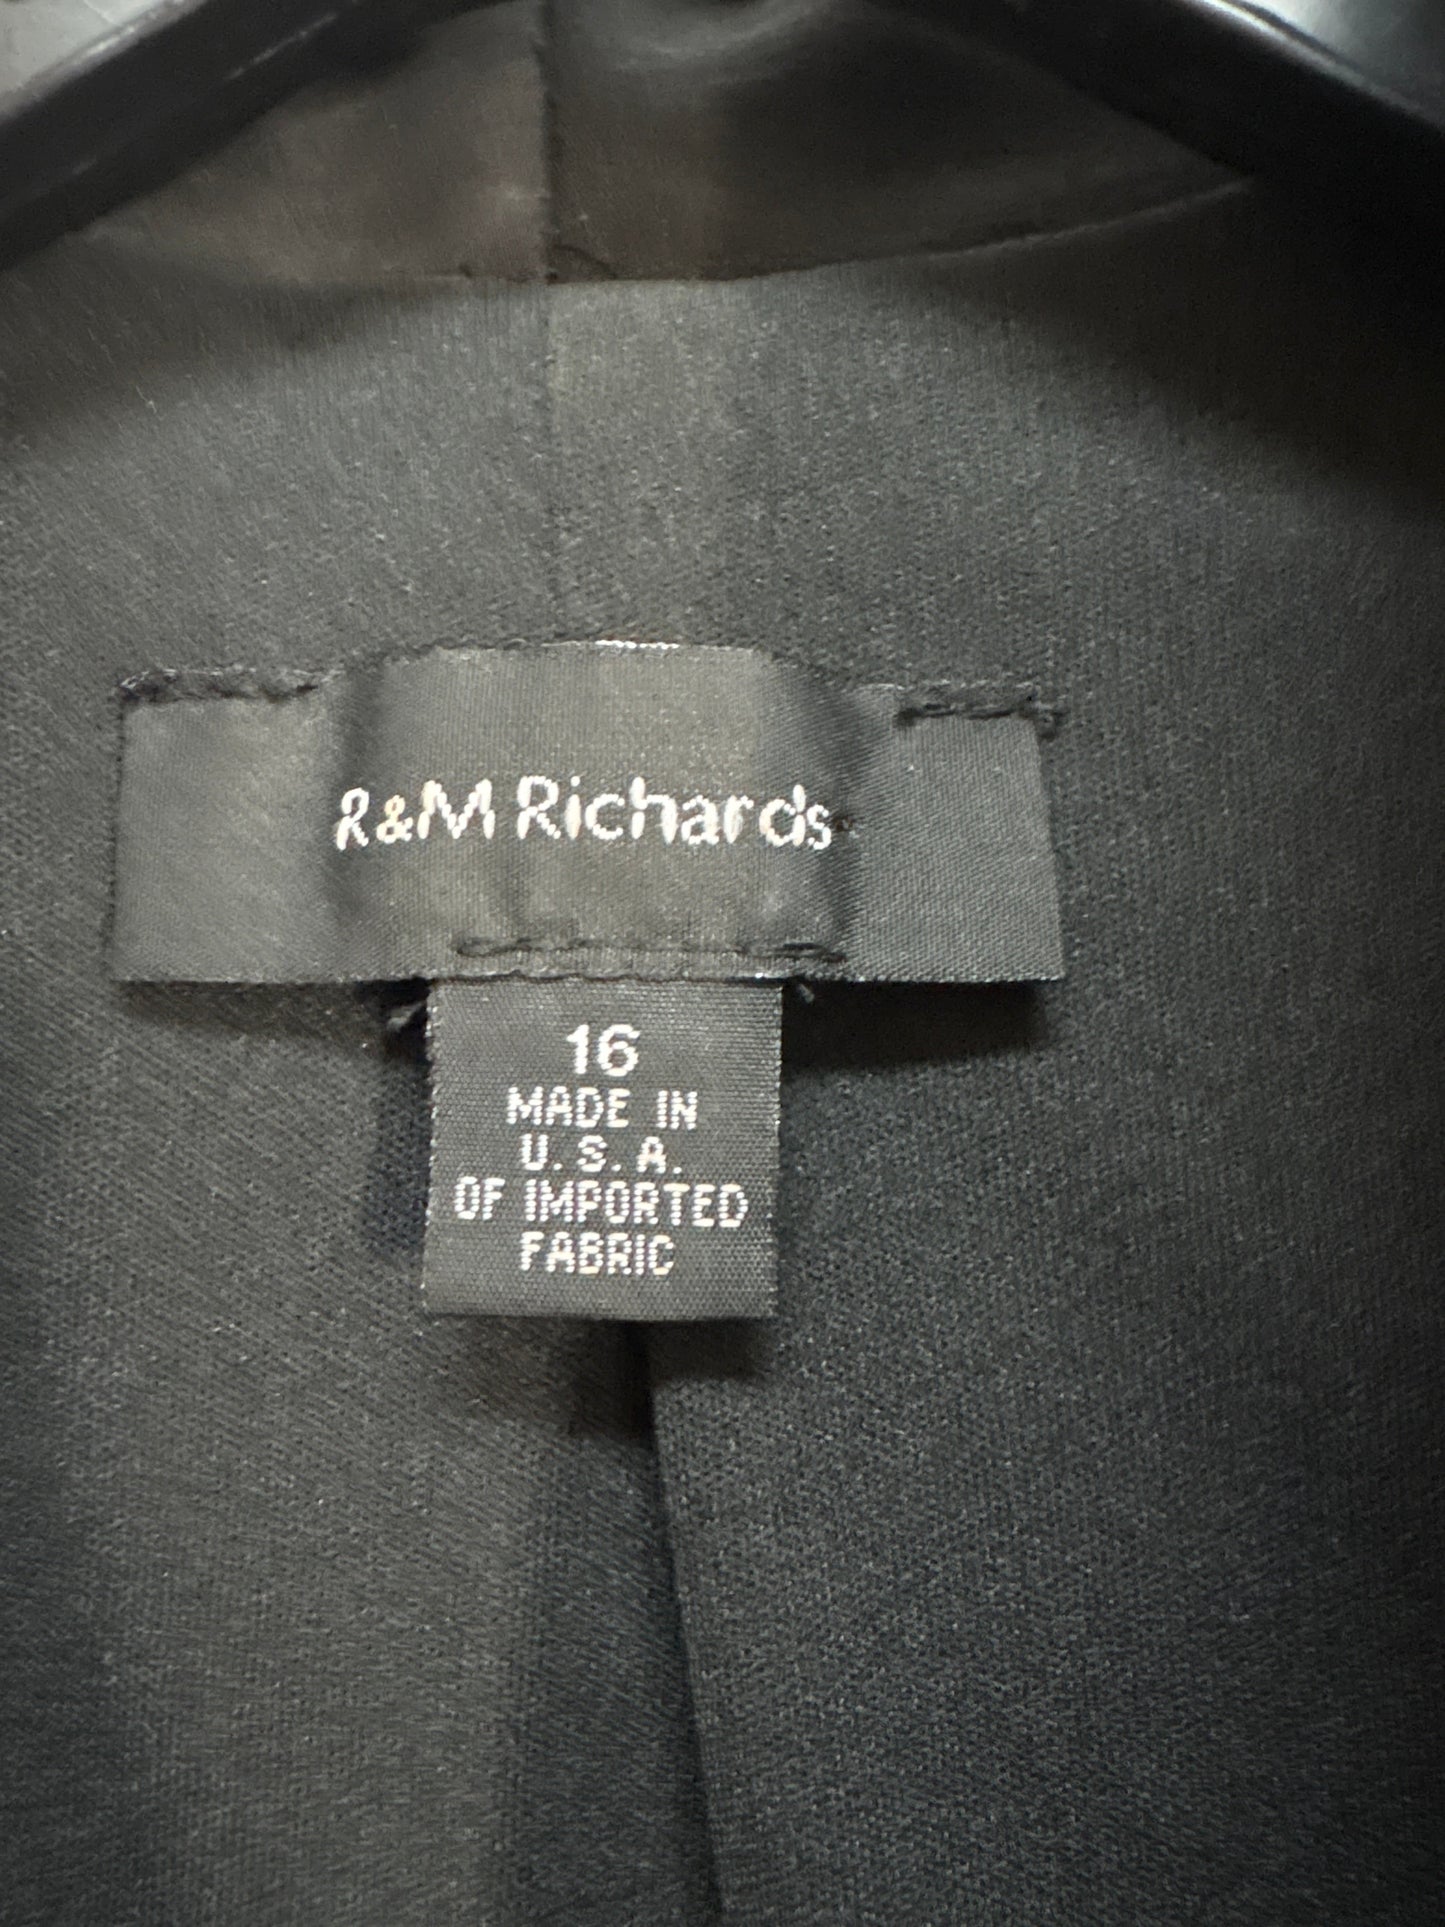 R&M Richards
16
MADE IN
U.S.A.
OF IMPORTED
FABRIC